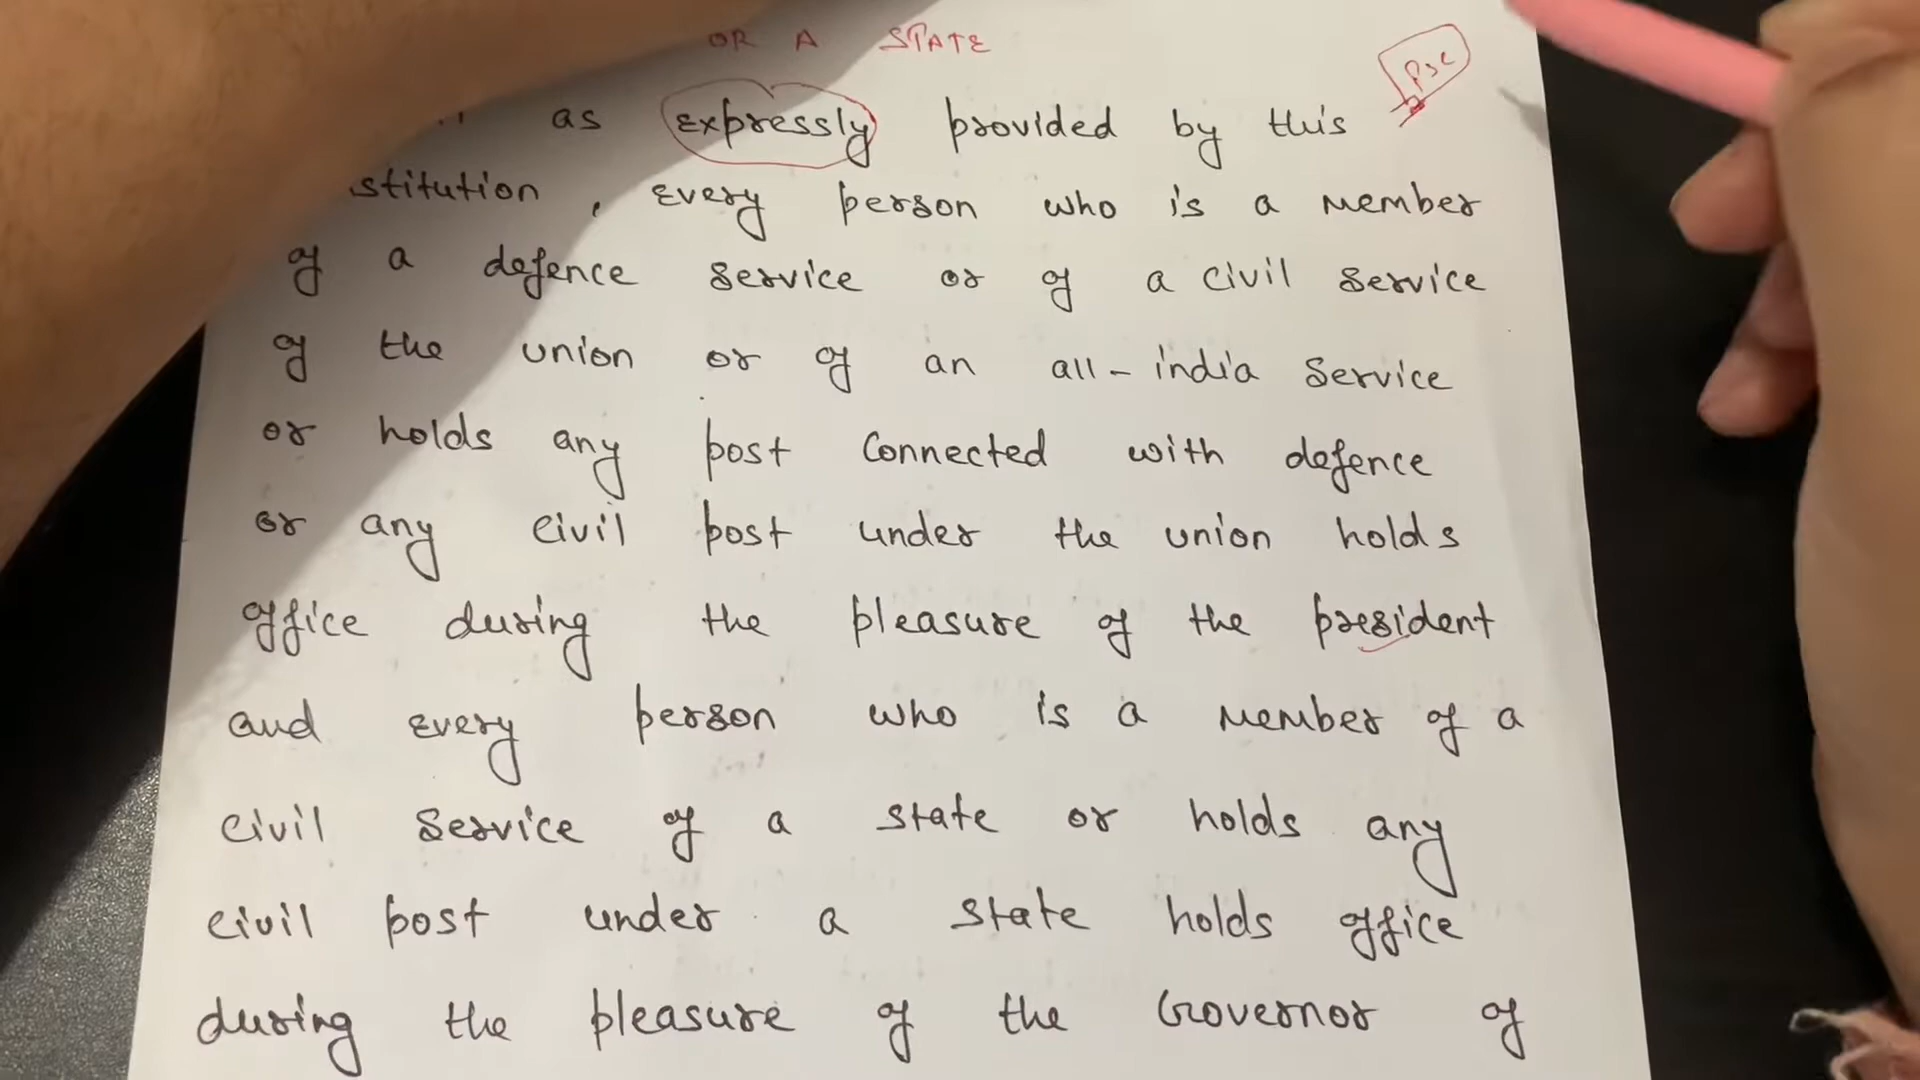 OR A STATE
PSC
as expressly provided by this
stitution, Every person who is a member
of a defence service or of a civil service
of the union or of an all-india service
or holds any post connected with defence
or any civil post under the union holds
office during the pleasure of the president
and every person who is a member of a
civil service of a state or holds any
civil post under a state holds office
during the pleasure of the Governor of